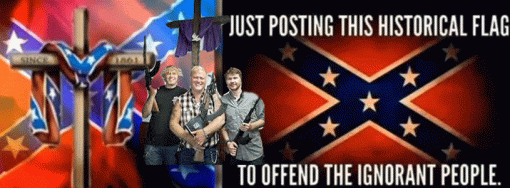 SINCE 1861
JUST POSTING THIS HISTORICAL FLAG
TO OFFEND THE IGNORANT PEOPLE.